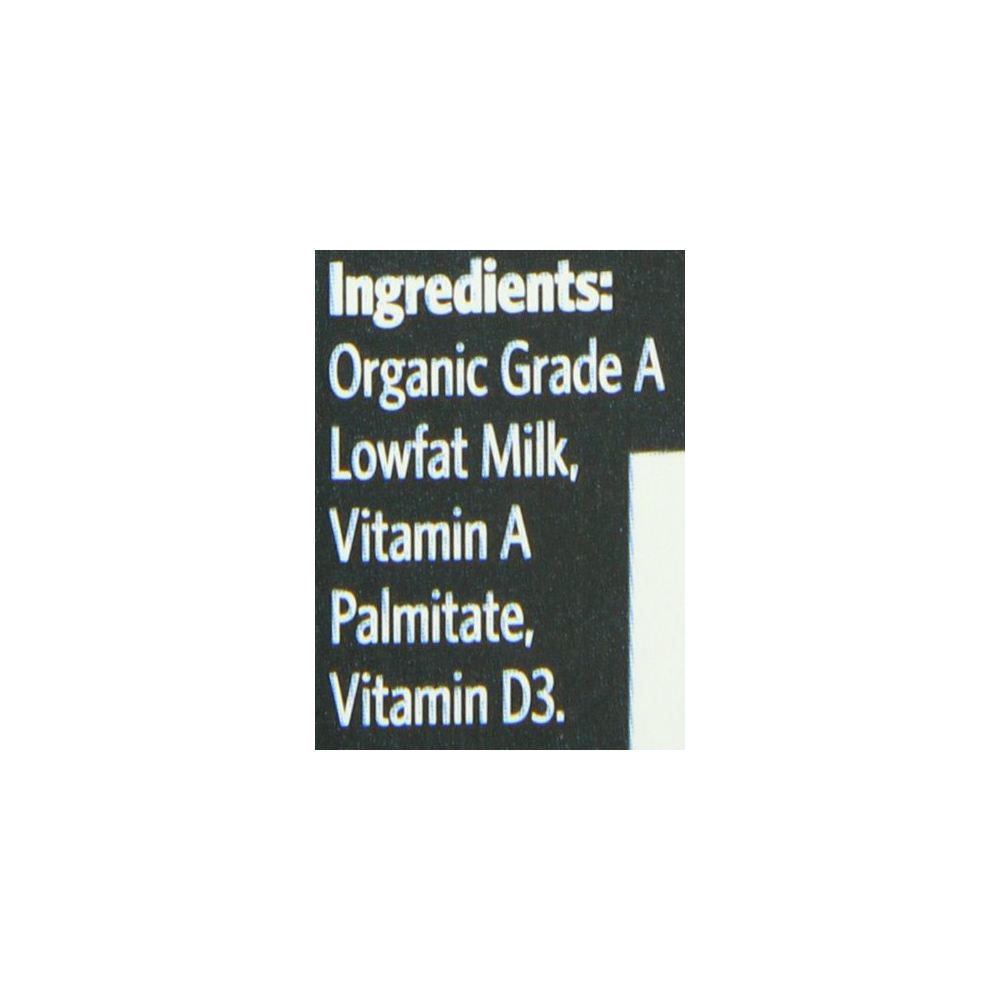 Ingredients:
Organic Grade A
Lowfat Milk,
Vitamin A
Palmitate,
Vitamin D3.